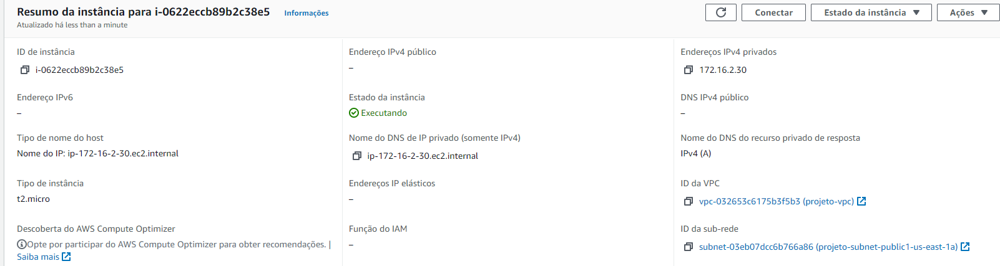 Resumo da instância para i-0622eccb89b2c38e5 Informações
Atualizado há less than a minute
Conectar
Estado da instância
Ações
ID de instância
i-0622eccb89b2c38e5
Endereço IPv4 público
–
Endereços IPv4 privados
172.16.2.30
Endereço IPv6
–
Estado da instância
Executando
DNS IPv4 público
–
Tipo de nome do host
Nome do IP: ip-172-16-2-30.ec2.internal
Nome do DNS de IP privado (somente IPv4)
ip-172-16-2-30.ec2.internal
Nome do DNS do recurso privado de resposta
IPv4 (A)
Tipo de instância
t2.micro
Endereços IP elásticos
–
ID da VPC
vpc-032653c6175b3f5b3 (projeto-vpc)
Descoberta do AWS Compute Optimizer
Opte por participar do AWS Compute Optimizer para obter recomendações. |
Saiba mais
Função do IAM
–
ID da sub-rede
subnet-03eb07dcc6b766a86 (projeto-subnet-public1-us-east-1a)